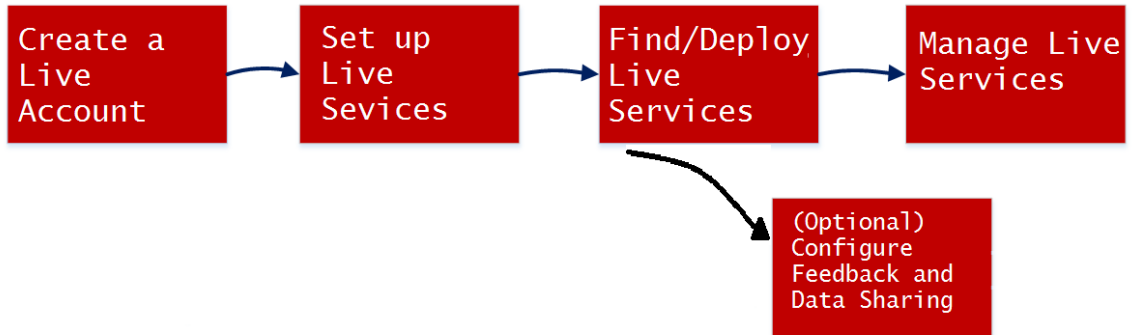 Create a
Live
Account
Set up
Live
Sevices
Find/Deploy
Live
Services
Manage Live
Services
(Optional)
Configure
Feedback and
Data Sharing